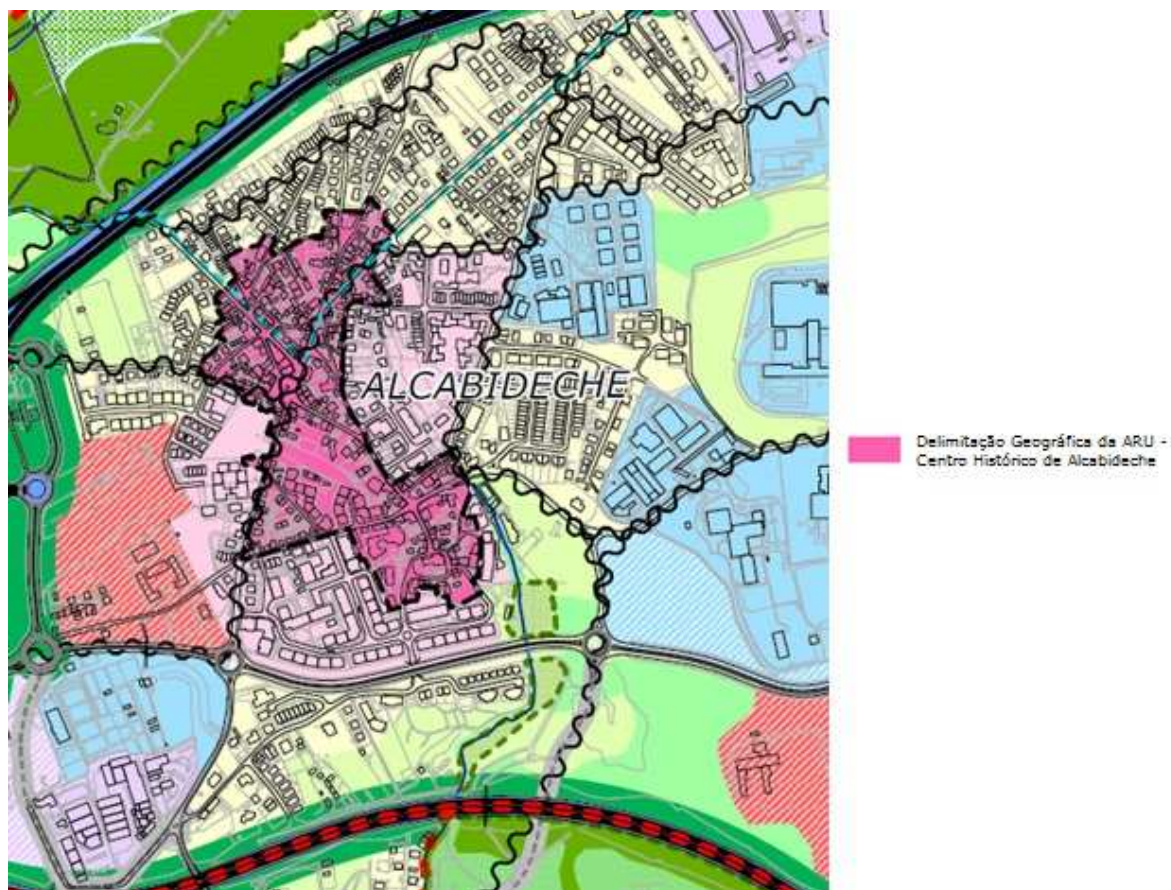 ALCABIDECHE
Delimitação Geográfica da ARU -
Centro Histórico de Alcabideche